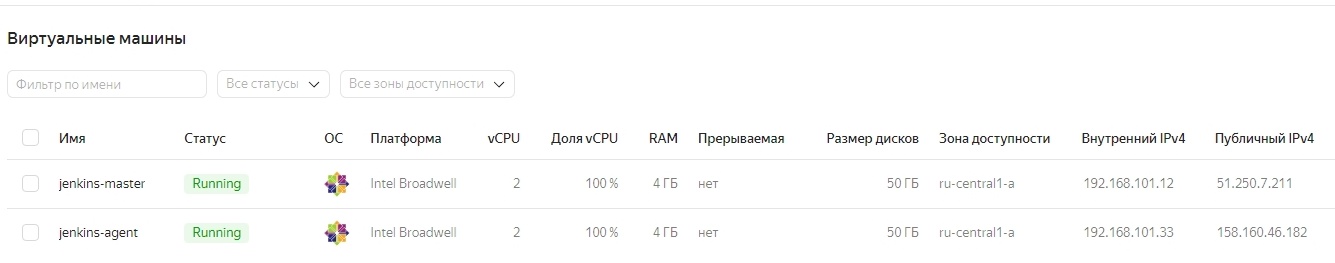 Виртуальные машины
Фильтр по имени Все статусы Все зоны доступности
Имя Статус ОС Платформа vCPU Доля vCPU RAM Прерываемая Размер дисков Зона доступности Внутренний IPv4 Публичный IPv4
jenkins-master Running Intel Broadwell 2 100 % 4 ГБ нет 50 ГБ ru-central1-a 192.168.101.12 51.250.7.211
jenkins-agent Running Intel Broadwell 2 100 % 4 ГБ нет 50 ГБ ru-central1-a 192.168.101.33 158.160.46.182